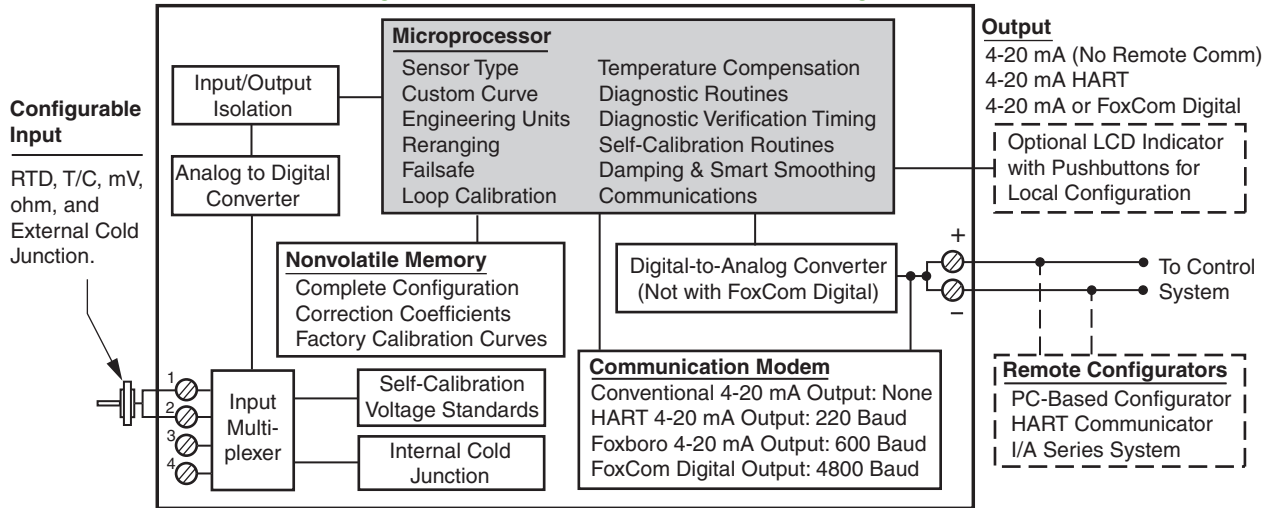 Configurable
Input
RTD, T/C, mV,
ohm, and
External Cold
Junction.
Input/Output
Isolation
Analog to Digital
Converter
Microprocessor
Sensor Type
Custom Curve
Engineering Units
Reranging
Failsafe
Loop Calibration
Temperature Compensation
Diagnostic Routines
Diagnostic Verification Timing
Self-Calibration Routines
Damping & Smart Smoothing
Communications
Output
4-20 mA (No Remote Comm)
4-20 mA HART
4-20 mA or FoxCom Digital
Optional LCD Indicator
with Pushbuttons for
Local Configuration
Nonvolatile Memory
Complete Configuration
Correction Coefficients
Factory Calibration Curves
Digital-to-Analog Converter
(Not with FoxCom Digital)
+
−
To Control
System
1
2
3
4
Input
Multi-
plexer
Self-Calibration
Voltage Standards
Internal Cold
Junction
Communication Modem
Conventional 4-20 mA Output: None
HART 4-20 mA Output: 220 Baud
Foxboro 4-20 mA Output: 600 Baud
FoxCom Digital Output: 4800 Baud
Remote Configurators
PC-Based Configurator
HART Communicator
I/A Series System